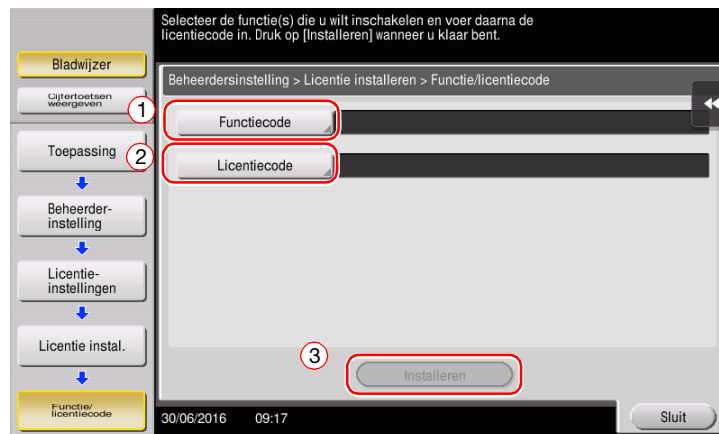 Selecteer de functie(s) die u wilt inschakelen en voer daarna de
licentiecode in. Druk op [Installeren] wanneer u klaar bent.
Bladwijzer
Cijfertoetsen
weergeven
Beheerdersinstelling > Licentie installeren > Functie/licentiecode
1
Functiecode
Toepassing
2
Licentiecode
Beheerder-
instelling
Licentie-
instellingen
Licentie instal.
3
Installeren
Functie/
licentiecode
30/06/2016 09:17
Sluit